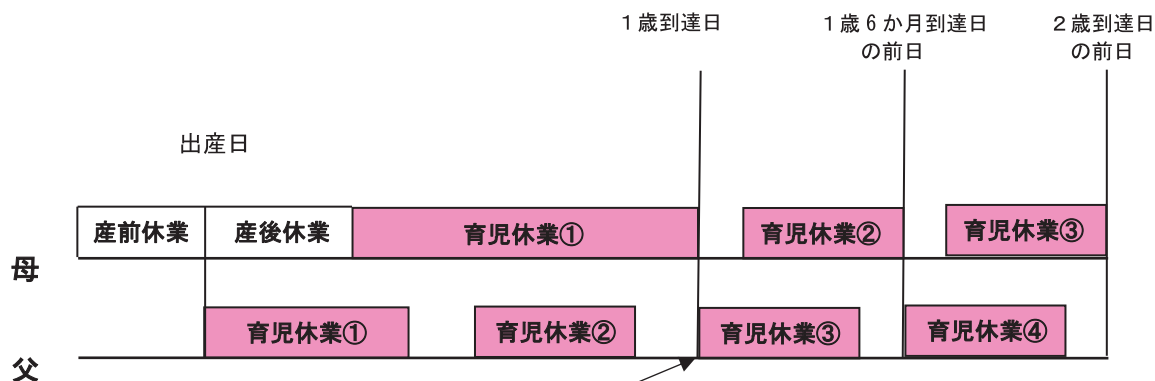 １歳到達日
１歳６か月到達日
の前日
２歳到達日
の前日
出産日
産前休業
産後休業
育児休業①
育児休業②
育児休業③
母
育児休業①
育児休業②
育児休業③
育児休業④
父